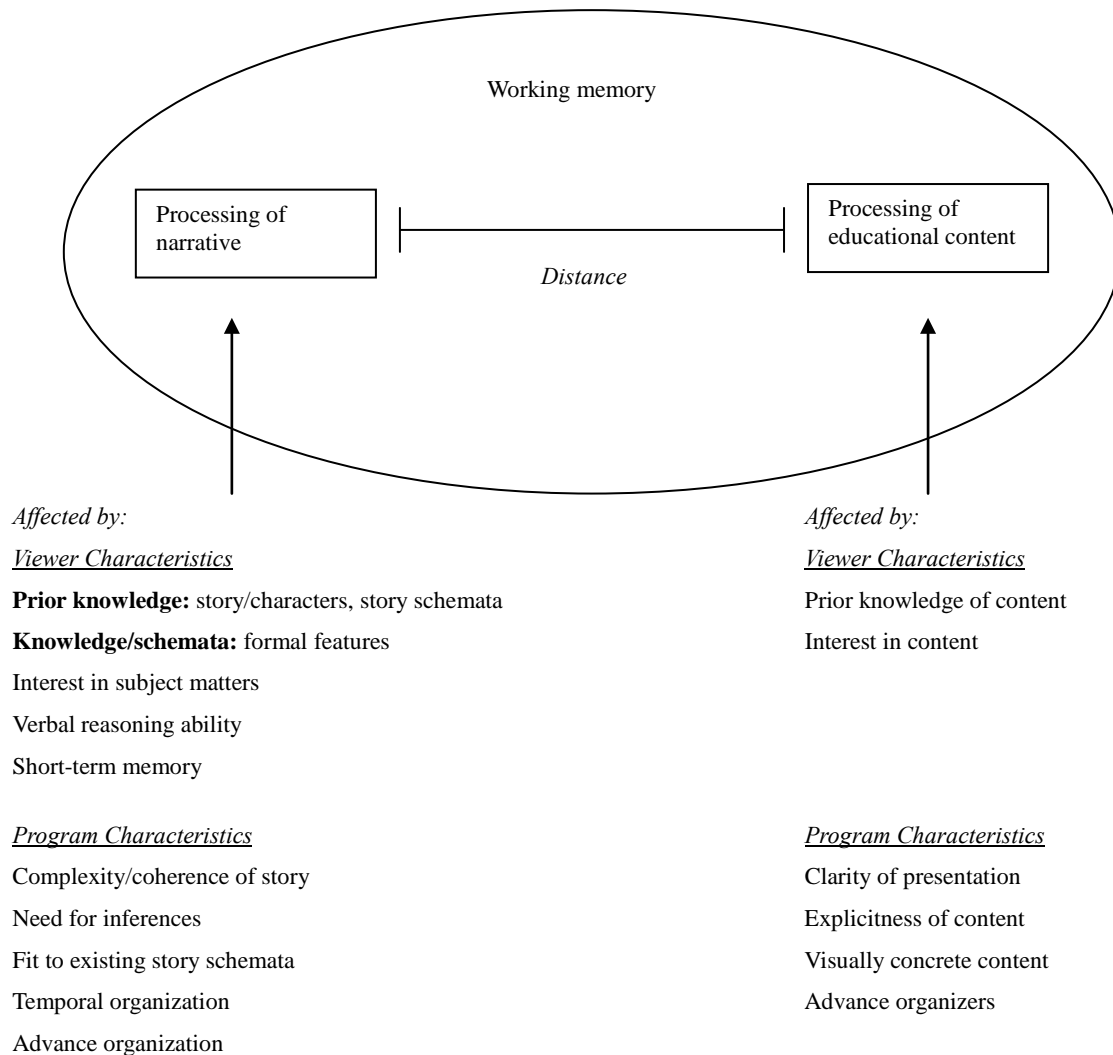 Working memory
Processing of
narrative
Processing of
educational content
Distance
Affected by:
Viewer Characteristics
Prior knowledge: story/characters, story schemata
Knowledge/schemata: formal features
Interest in subject matters
Verbal reasoning ability
Short-term memory
Program Characteristics
Complexity/coherence of story
Need for inferences
Fit to existing story schemata
Temporal organization
Advance organization
Affected by:
Viewer Characteristics
Prior knowledge of content
Interest in content
Program Characteristics
Clarity of presentation
Explicitness of content
Visually concrete content
Advance organizers